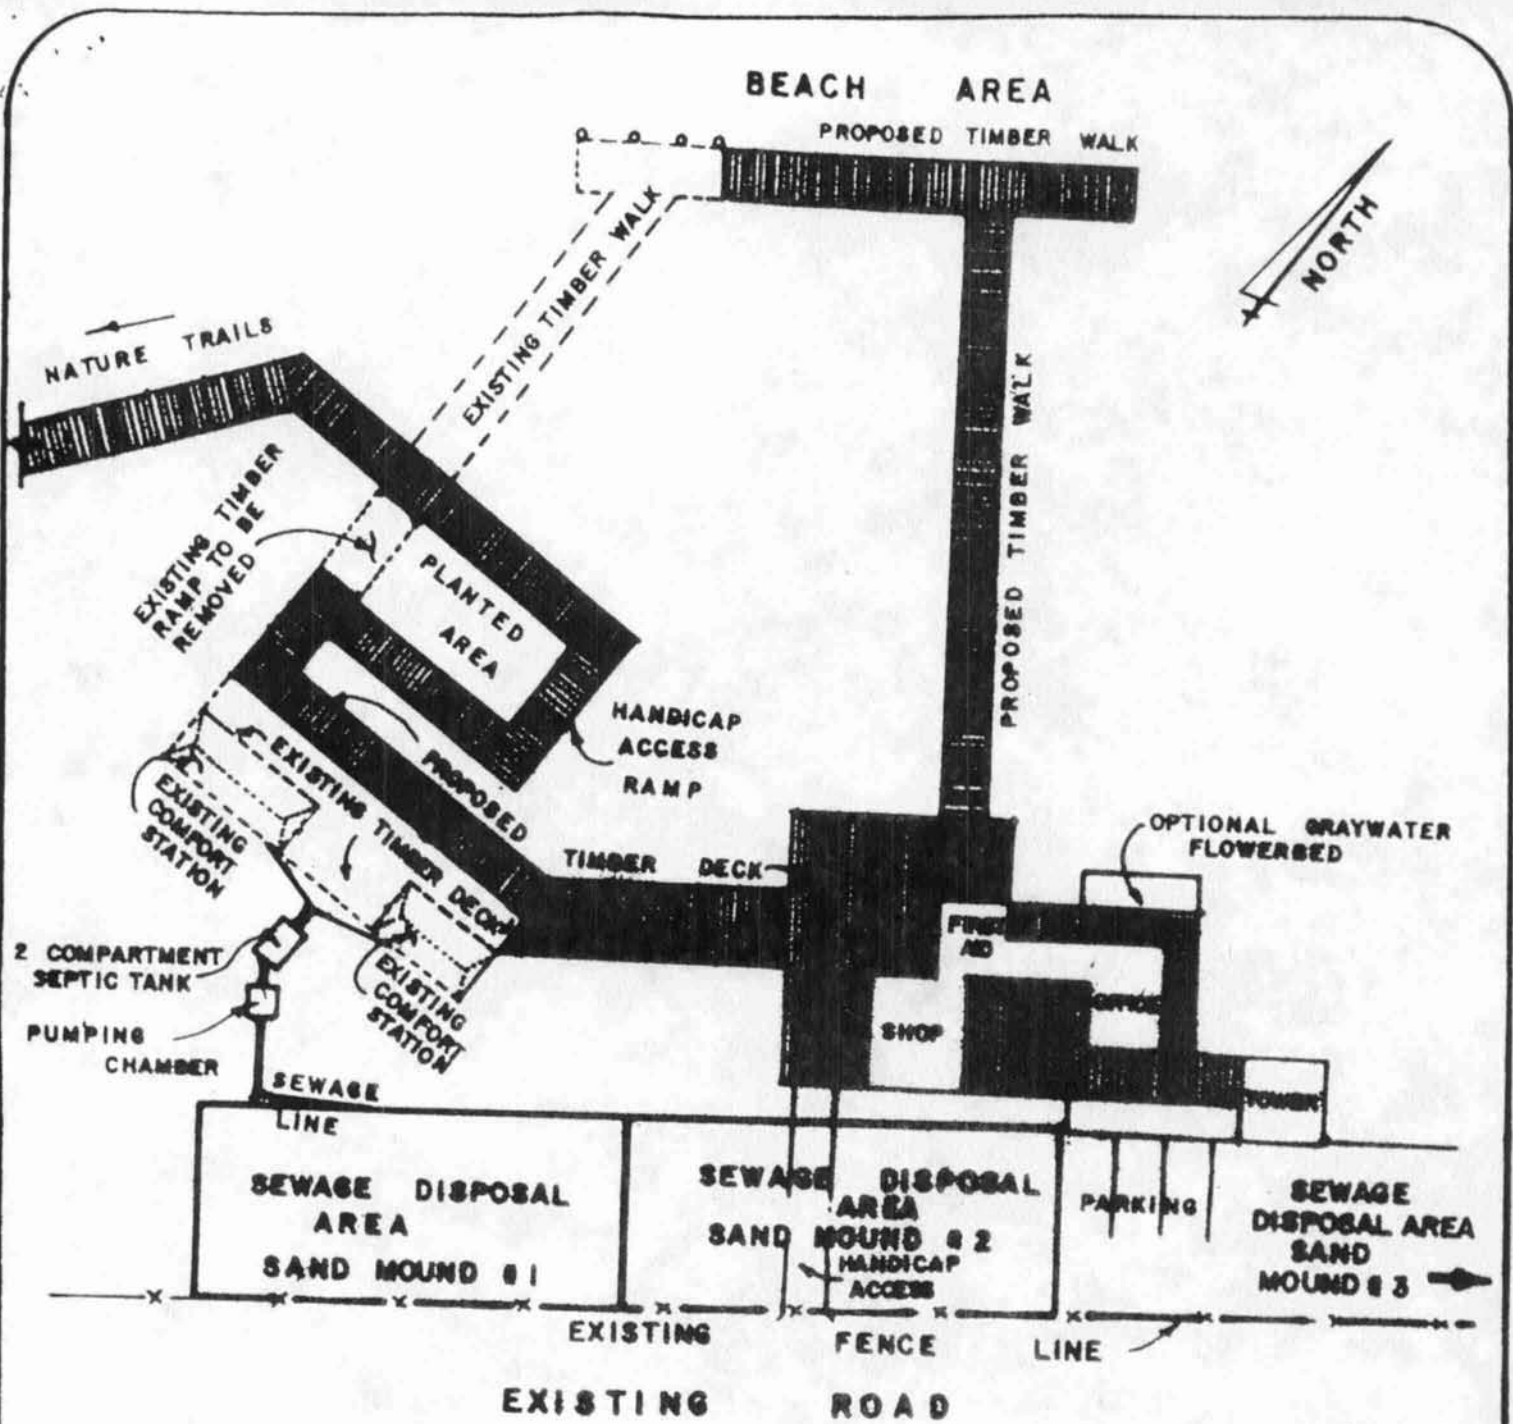 BEACH AREA
PROPOSED TIMBER WALK
NORTH
EXISTING TIMBER WALK
NATURE TRAILS
EXISTING TIMBER
RAMP TO BE
REMOVED
PLANTED
AREA
PROPOSED TIMBER WALK
HANDICAP
ACCESS
RAMP
PROPOSED
TIMBER DECK
EXISTING TIMBER DECK
EXISTING
COMFORT
STATION
OPTIONAL GRAYWATER
FLOWERBED
FIRST
AID
2 COMPARTMENT
SEPTIC TANK
EXISTING
COMFORT
STATION
OFFICE
SHOP
PUMPING
CHAMBER
TOWER
SEWAGE
LINE
SEWAGE DISPOSAL
AREA
SAND MOUND #1
SEWAGE DISPOSAL
AREA
SAND MOUND #2
HANDICAP
ACCESS
PARKING
SEWAGE
DISPOSAL AREA
SAND
MOUND #3
EXISTING FENCE LINE
EXISTING ROAD